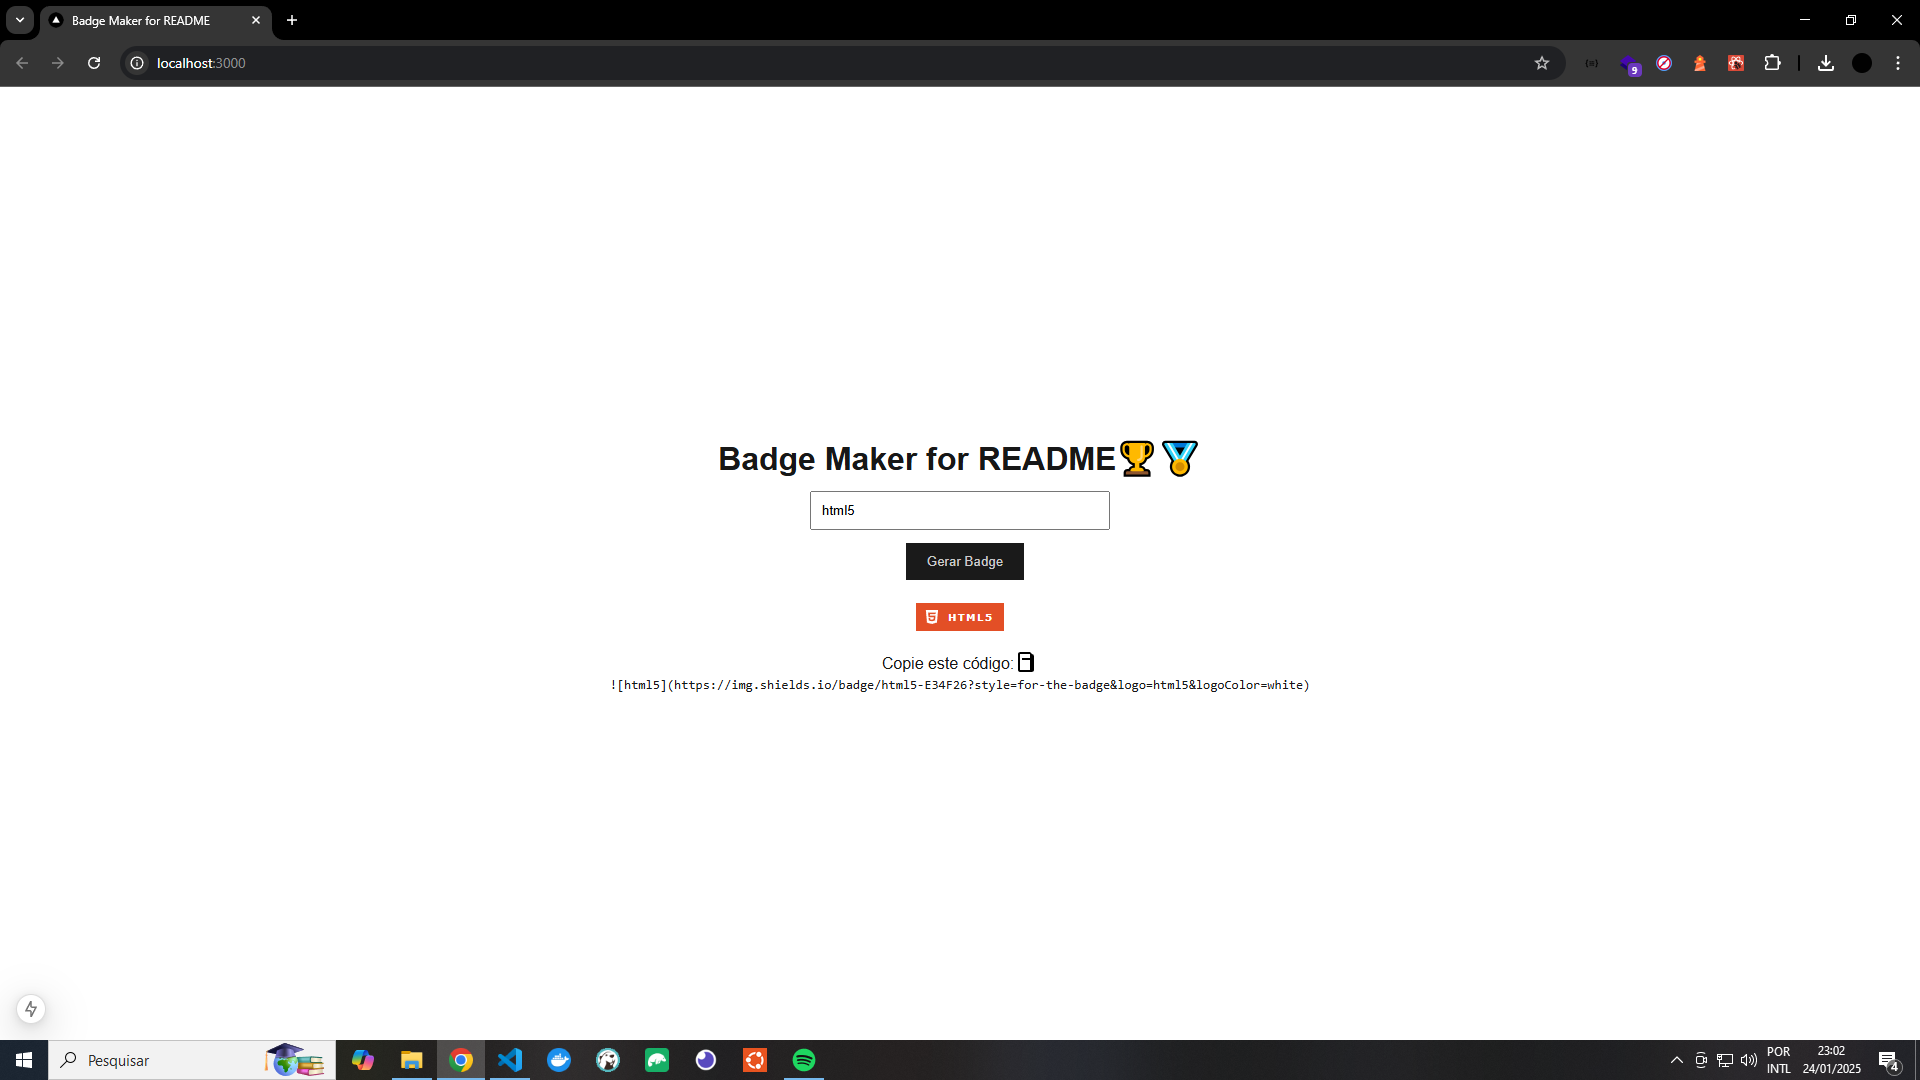 Badge Maker for README
localhost:3000
9
Badge Maker for README
html5
Gerar Badge
HTML5
Copie este código:
![html5](https://img.shields.io/badge/html5-E34F26?style=for-the-badge&logo=html5&logoColor=white)
Pesquisar
POR
INTL
23:02
24/01/2025
4